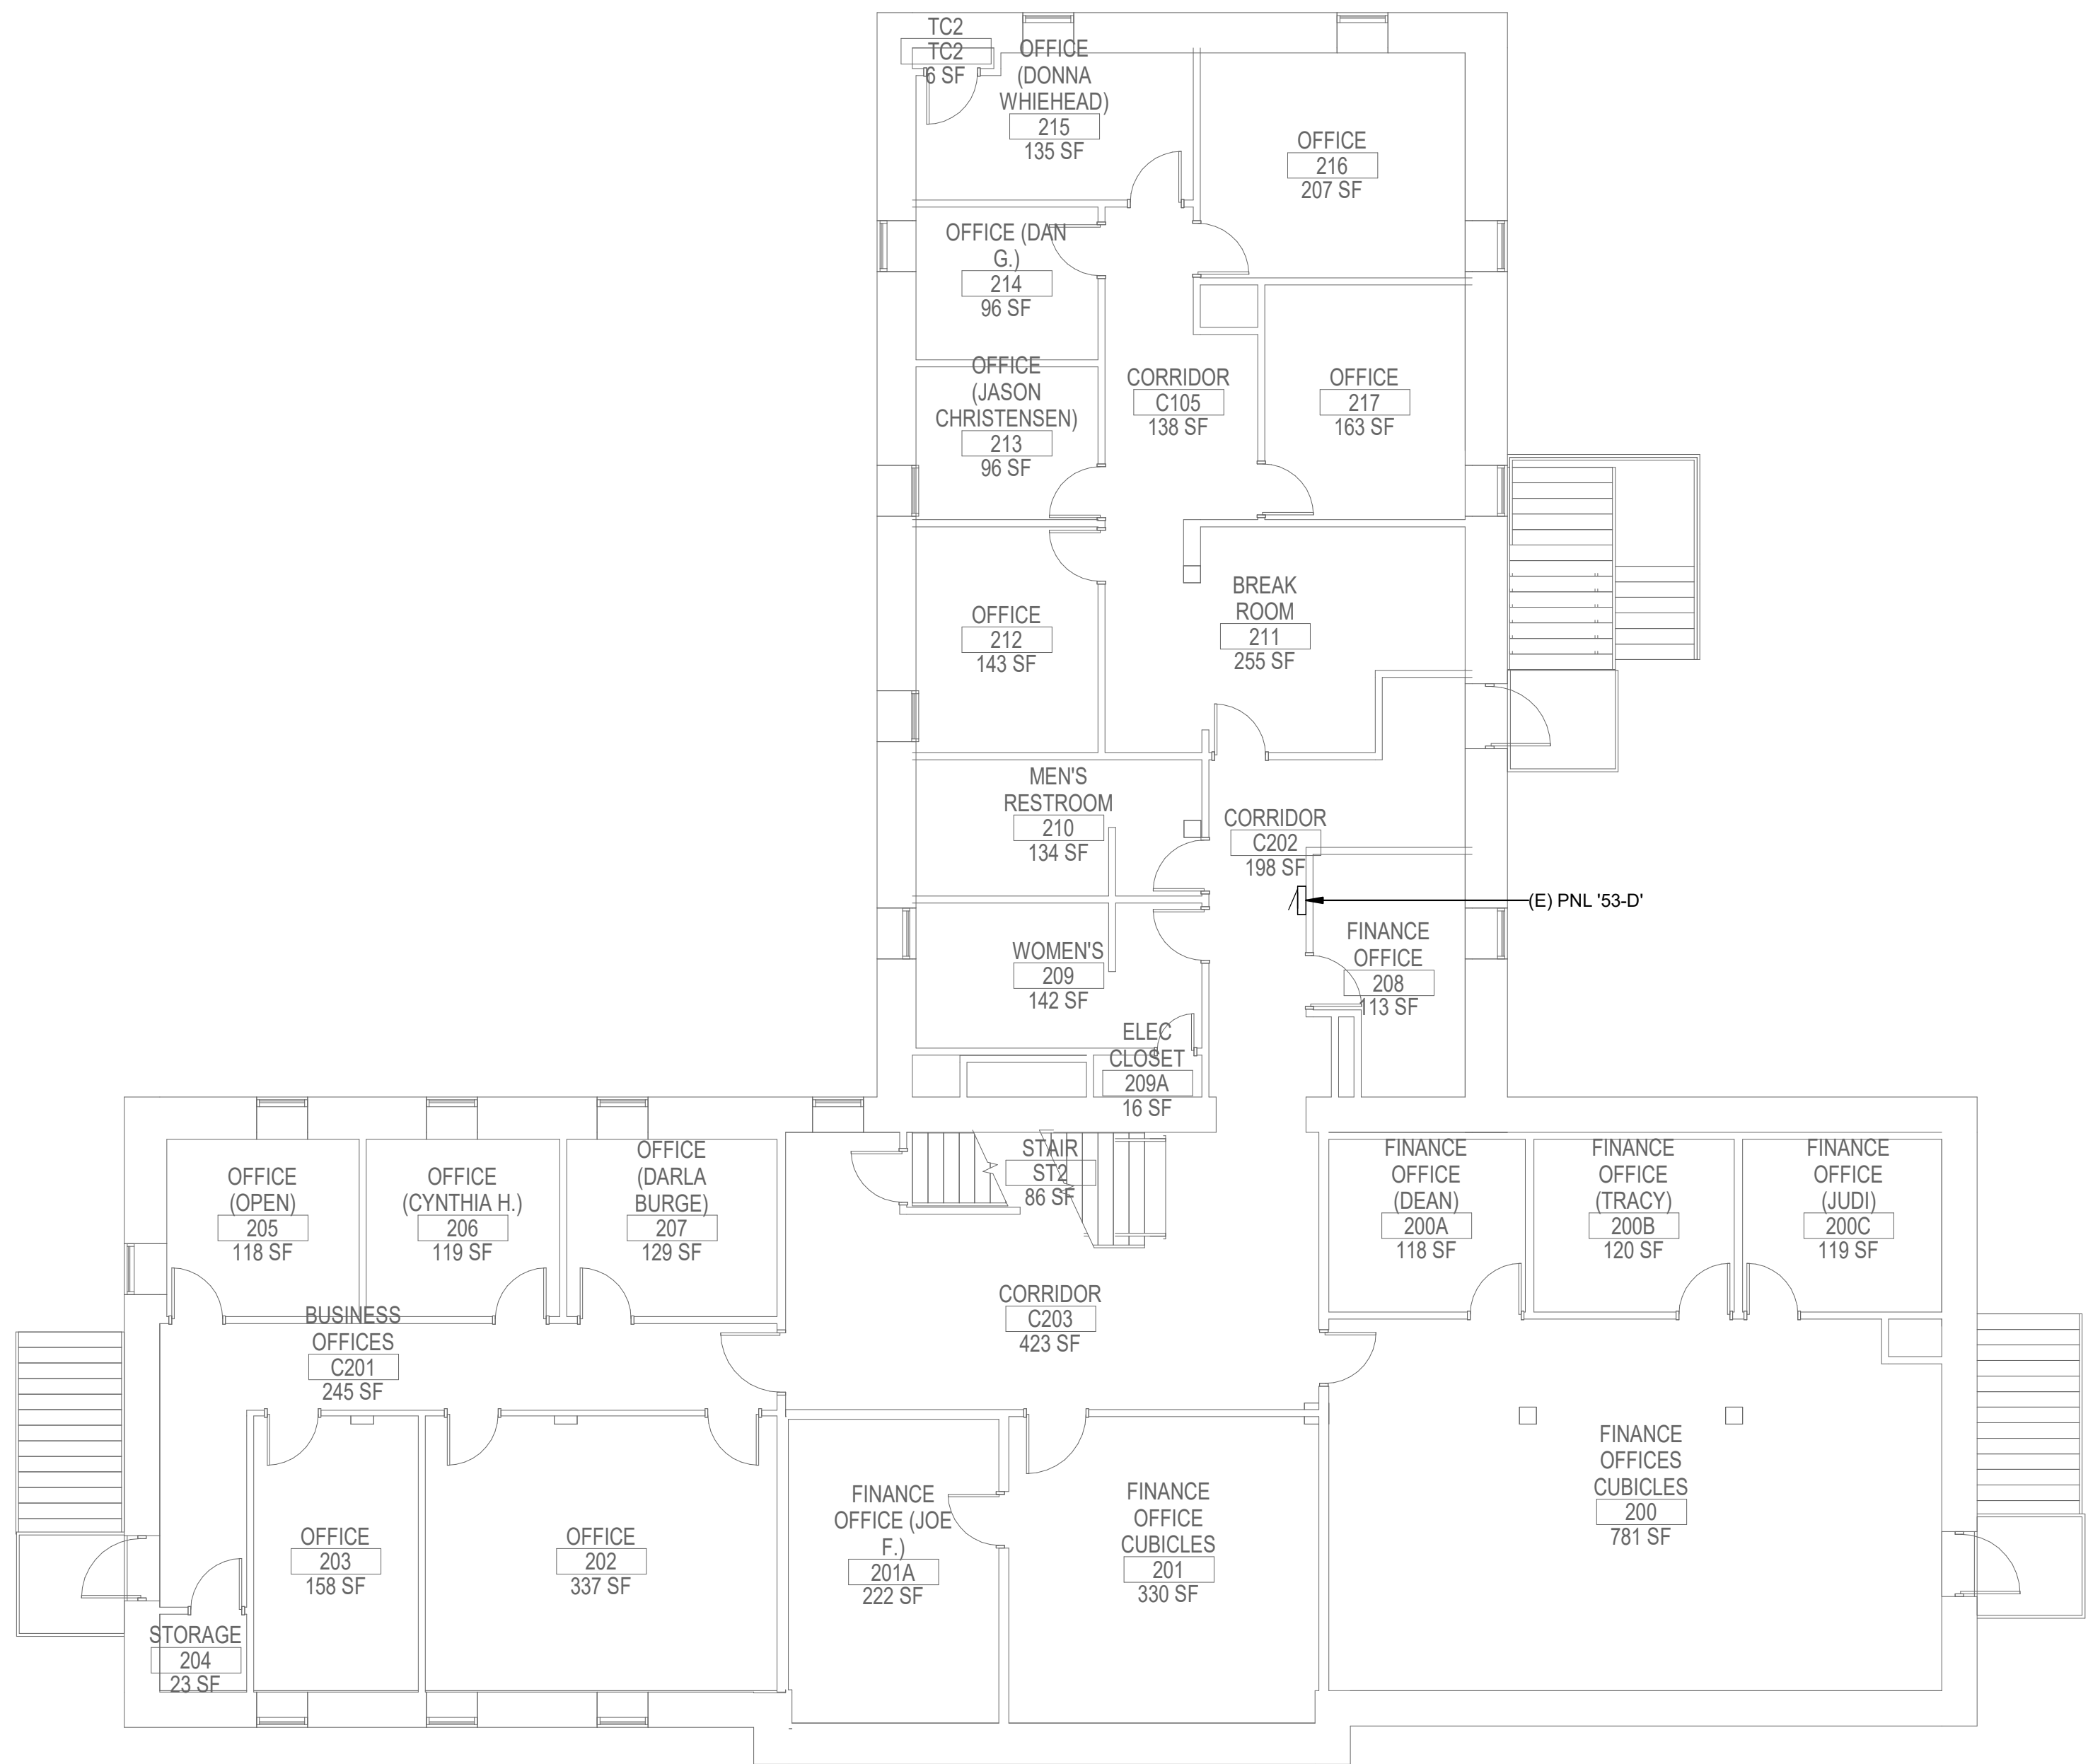 TC2
TC2
6 SF
OFFICE
(DONNA
WHIEHEAD)
215
135 SF
OFFICE
216
207 SF
OFFICE (DAN
G.)
214
96 SF
OFFICE
(JASON
CHRISTENSEN)
213
96 SF
CORRIDOR
C105
138 SF
OFFICE
217
163 SF
OFFICE
212
143 SF
BREAK
ROOM
211
255 SF
MEN'S
RESTROOM
210
134 SF
CORRIDOR
C202
198 SF
(E) PNL '53-D'
WOMEN'S
209
142 SF
FINANCE
OFFICE
208
113 SF
ELEC
CLOSET
209A
16 SF
OFFICE
(OPEN)
205
118 SF
OFFICE
(CYNTHIA H.)
206
119 SF
OFFICE
(DARLA
BURGE)
207
129 SF
STAIR
ST2
86 SF
FINANCE
OFFICE
(DEAN)
200A
118 SF
FINANCE
OFFICE
(TRACY)
200B
120 SF
FINANCE
OFFICE
(JUDI)
200C
119 SF
BUSINESS
OFFICES
C201
245 SF
CORRIDOR
C203
423 SF
OFFICE
203
158 SF
OFFICE
202
337 SF
FINANCE
OFFICE (JOE
F.)
201A
222 SF
FINANCE
OFFICE
CUBICLES
201
330 SF
FINANCE
OFFICES
CUBICLES
200
781 SF
STORAGE
204
23 SF